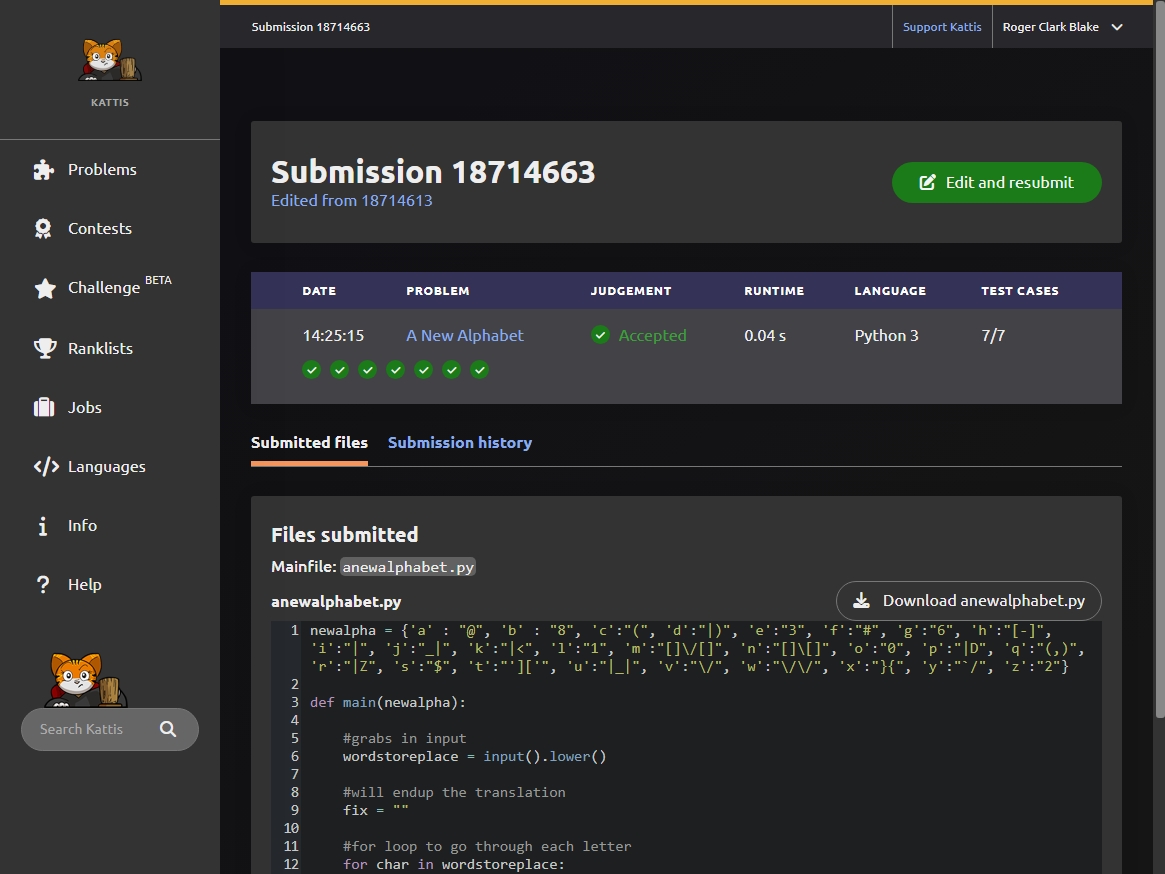 Submission 18714663
Support Kattis
Roger Clark Blake
KATTIS
Problems
Contests
Challenge BETA
Ranklists
Jobs
Languages
Info
Help
Search Kattis
Submission 18714663
Edited from 18714613
Edit and resubmit
DATE PROBLEM JUDGEMENT RUNTIME LANGUAGE TEST CASES
14:25:15 A New Alphabet Accepted 0.04 s Python 3 7/7
Submitted files Submission history
Files submitted
Mainfile: anewalphabet.py
anewalphabet.py
Download anewalphabet.py
1 newalpha = {'a' : "@", 'b' : "8", 'c':"(", 'd':"|)", 'e':"3", 'f':"#", 'g':"6", 'h':"[-]",
'i':"|", 'j':"_|", 'k':"|<", 'l':"1", 'm':"[]\/[]", 'n':"[]\[]", 'o':"0", 'p':"|D", 'q':"(,)",
'r':"|Z", 's':"$", 't':"']['", 'u':"|_|", 'v':"\/", 'w':"\/\/", 'x':"}{", 'y':"`/", 'z':"2"}
2
3 def main(newalpha):
4
5 #grabs in input
6 wordstoreplace = input().lower()
7
8 #will endup the translation
9 fix = ""
10
11 #for loop to go through each letter
12 for char in wordstoreplace: